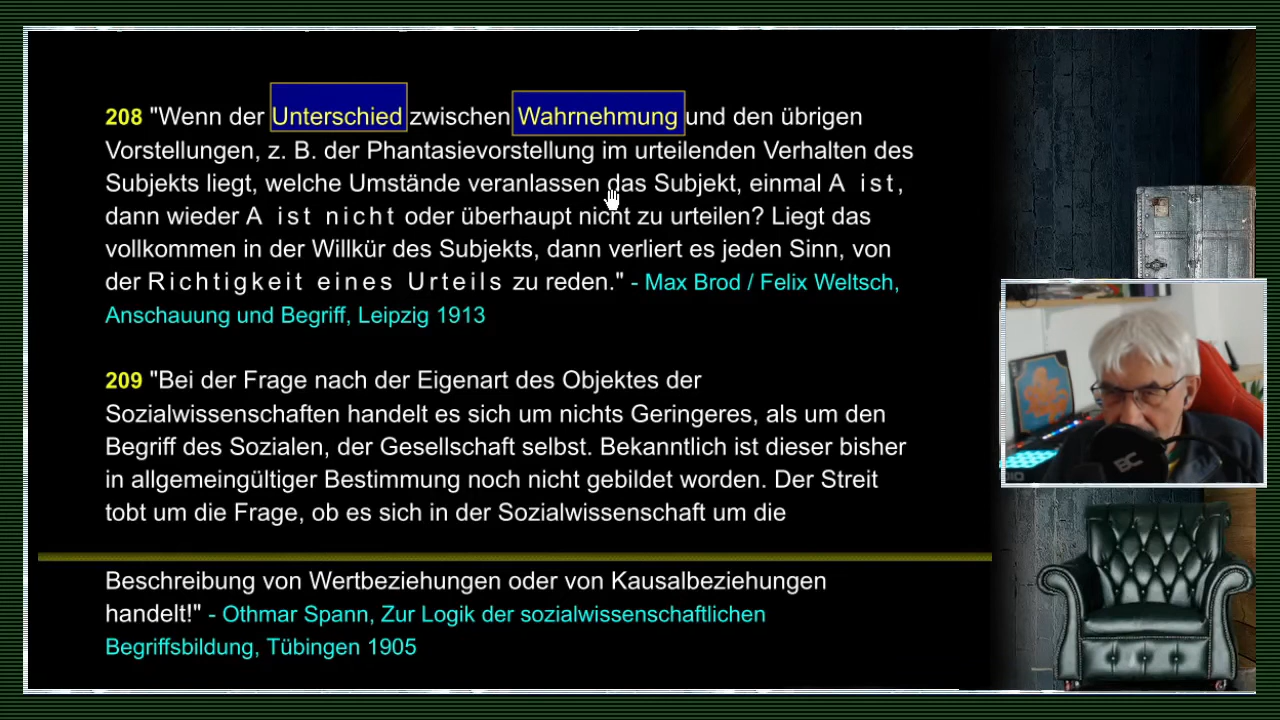 208 "Wenn der Unterschied zwischen Wahrnehmung und den übrigen
Vorstellungen, z. B. der Phantasievorstellung im urteilenden Verhalten des
Subjekts liegt, welche Umstände veranlassen das Subjekt, einmal A ist,
dann wieder A ist nicht oder überhaupt nicht zu urteilen? Liegt das
vollkommen in der Willkür des Subjekts, dann verliert es jeden Sinn, von
der Richtigkeit eines Urteils zu reden." - Max Brod / Felix Weltsch,
Anschauung und Begriff, Leipzig 1913
209 "Bei der Frage nach der Eigenart des Objektes der
Sozialwissenschaften handelt es sich um nichts Geringeres, als um den
Begriff des Sozialen, der Gesellschaft selbst. Bekanntlich ist dieser bisher
in allgemeingültiger Bestimmung noch nicht gebildet worden. Der Streit
tobt um die Frage, ob es sich in der Sozialwissenschaft um die
Beschreibung von Wertbeziehungen oder von Kausalbeziehungen
handelt!" - Othmar Spann, Zur Logik der sozialwissenschaftlichen
Begriffsbildung, Tübingen 1905